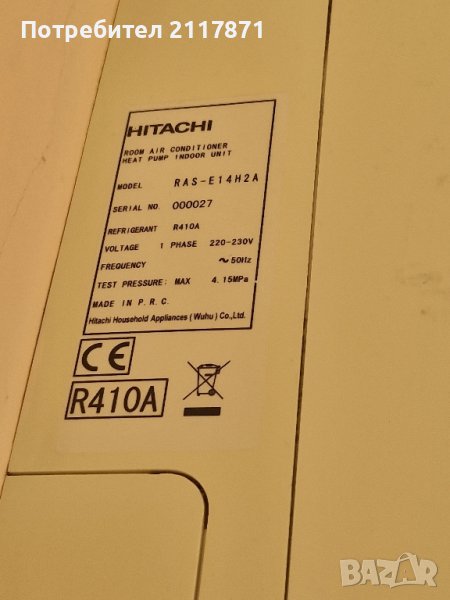 Потребител 2117871
HITACHI
ROOM AIR CONDITIONER
HEAT PUMP INDOOR UNIT
MODEL RAS-E14H2A
SERIAL NO. 000027
REFRIGERANT R410A
VOLTAGE 1 PHASE 220-230V
FREQUENCY ~50Hz
TEST PRESSURE: MAX 4.15MPa
MADE IN P.R.C.
Hitachi Household Appliances (Wuhu) Co.,Ltd.
CE
R410A
BAZAR